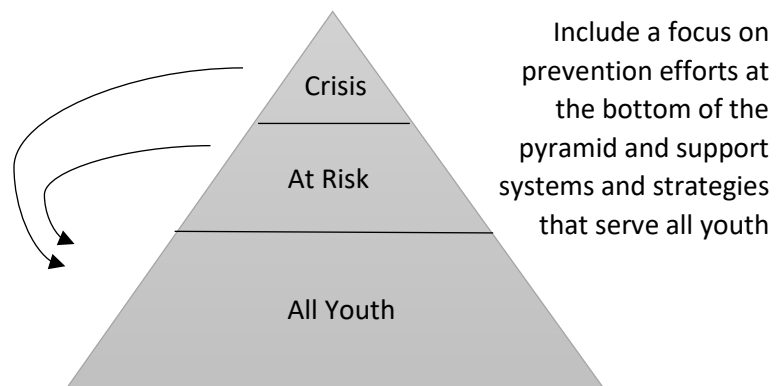 Crisis
At Risk
All Youth
Include a focus on
prevention efforts at
the bottom of the
pyramid and support
systems and strategies
that serve all youth